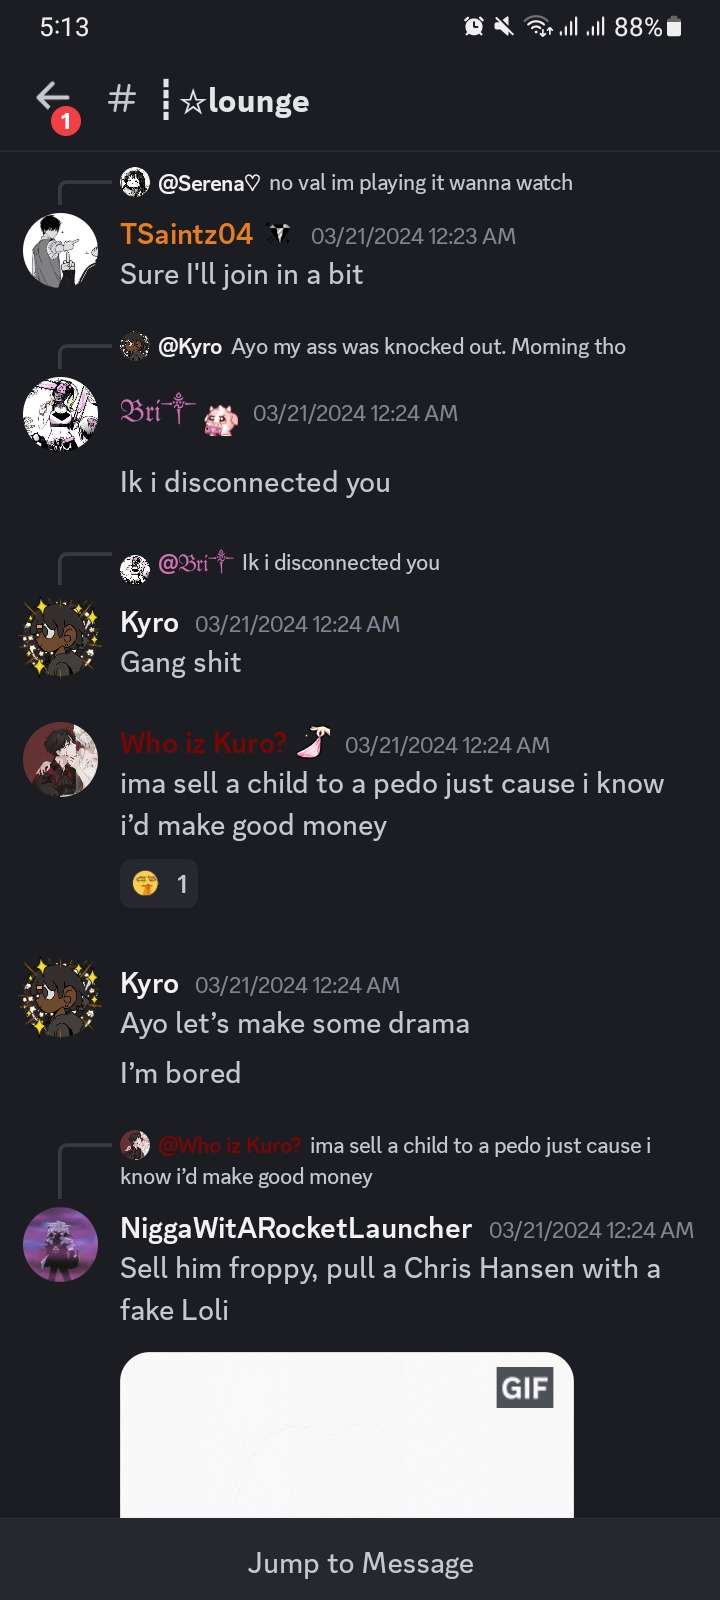 5:13
88%
1
# ┋☆lounge
@Serena♡ no val im playing it wanna watch
TSaintz04 03/21/2024 12:23 AM
Sure I'll join in a bit
@Kyro Ayo my ass was knocked out. Morning tho
𝔅𝔯𝔦༒ 03/21/2024 12:24 AM
Ik i disconnected you
@𝔅𝔯𝔦༒ Ik i disconnected you
Kyro 03/21/2024 12:24 AM
Gang shit
Who iz Kuro? 03/21/2024 12:24 AM
ima sell a child to a pedo just cause i know
i’d make good money
1
Kyro 03/21/2024 12:24 AM
Ayo let’s make some drama
I’m bored
@Who iz Kuro? ima sell a child to a pedo just cause i
know i’d make good money
NiggaWitARocketLauncher 03/21/2024 12:24 AM
Sell him froppy, pull a Chris Hansen with a
fake Loli
GIF
Jump to Message